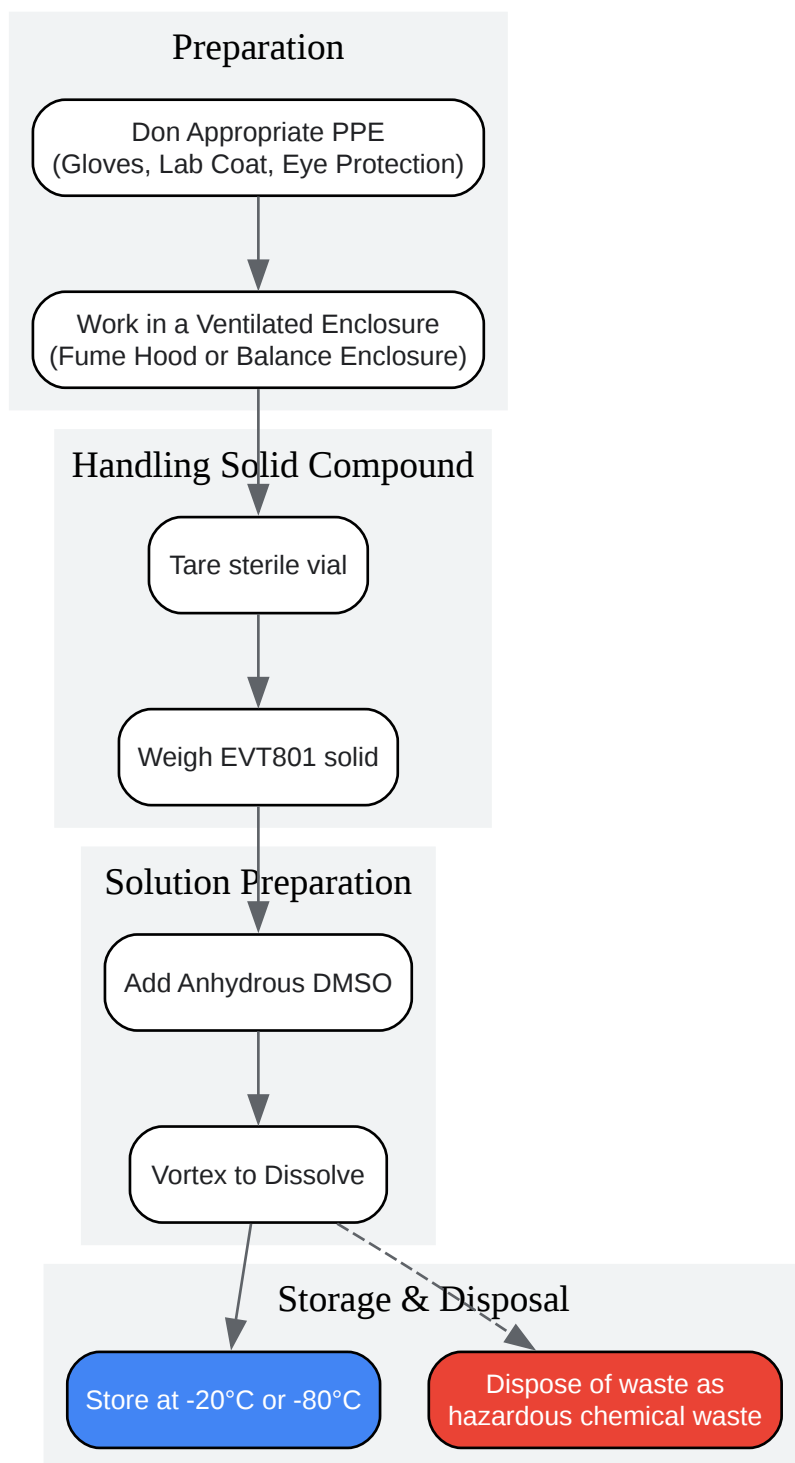 Preparation
Don Appropriate PPE
(Gloves, Lab Coat, Eye Protection)
Work in a Ventilated Enclosure
(Fume Hood or Balance Enclosure)
Handling Solid Compound
Tare sterile vial
Weigh EVT801 solid
Solution Preparation
Add Anhydrous DMSO
Vortex to Dissolve
Storage & Disposal
Store at -20°C or -80°C
Dispose of waste as
hazardous chemical waste